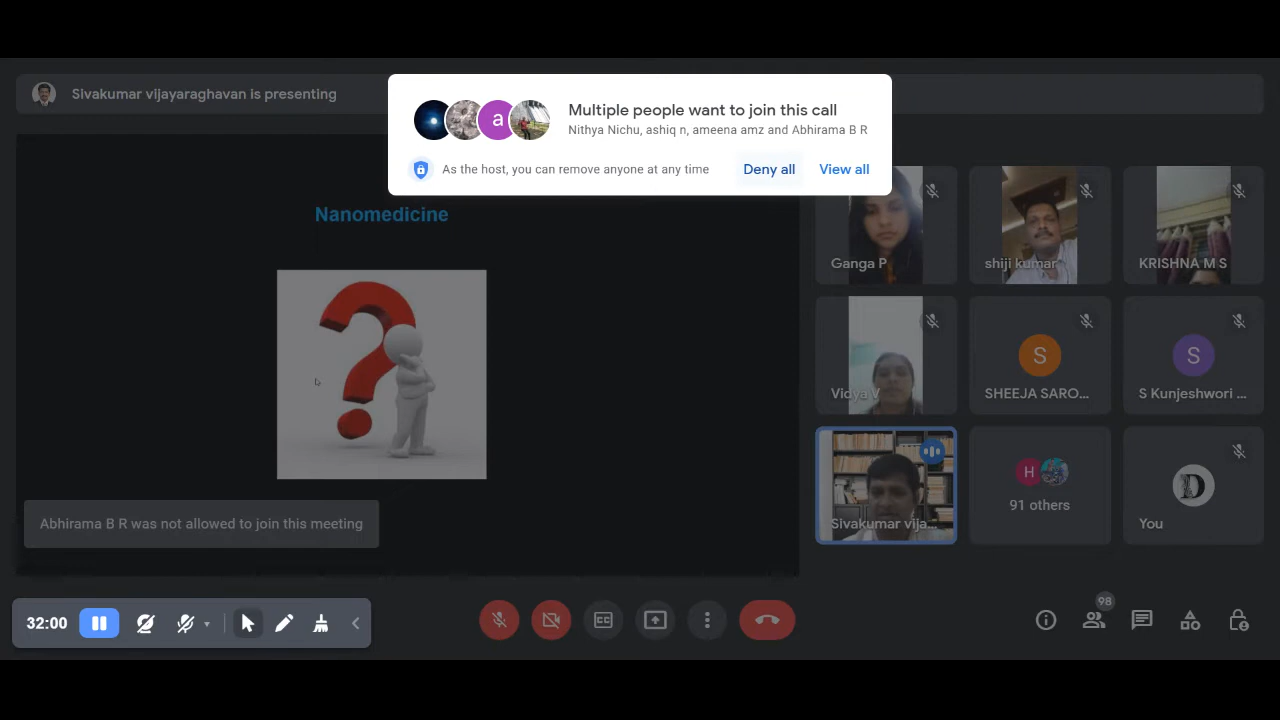 Sivakumar vijayaraghavan is presenting
Multiple people want to join this call
Nithya Nichu, ashiq n, ameena amz and Abhirama B R
a
As the host, you can remove anyone at any time
Deny all
View all
Nanomedicine
Ganga P
shiji kumar
KRISHNA M S
Vidya V
S
SHEEJA SARO...
S
S Kunjeshwori ...
Sivakumar vija...
H
91 others
D
You
Abhirama B R was not allowed to join this meeting
32:00
CC
98